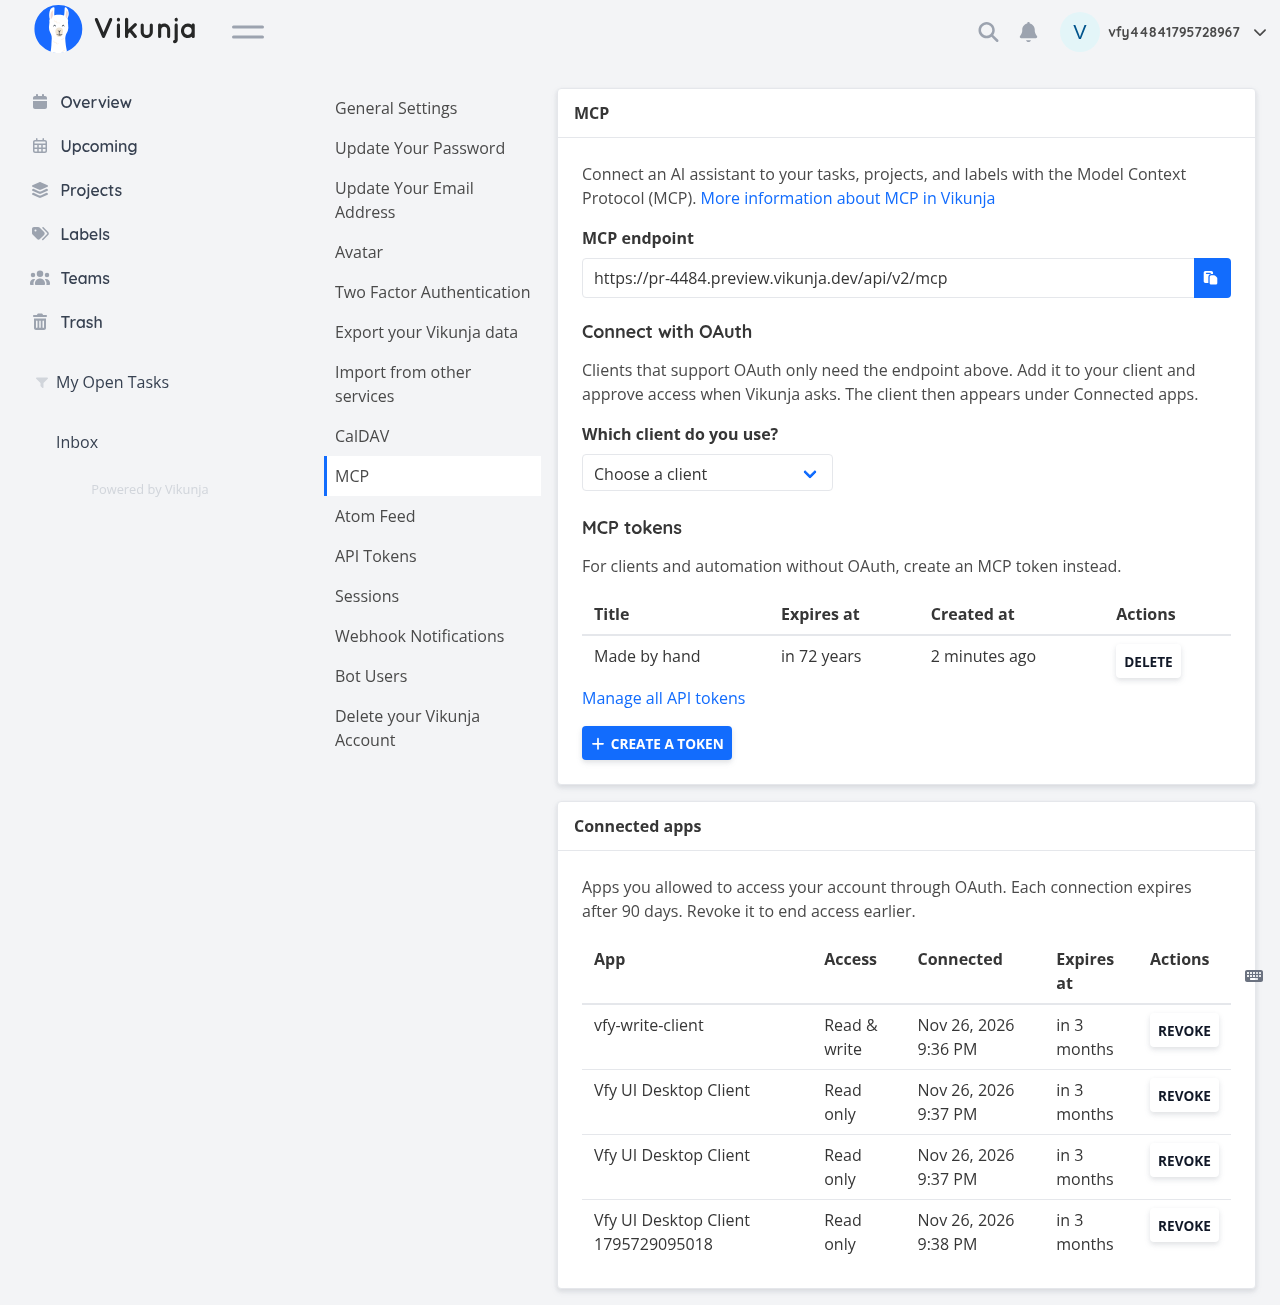 Vikunja
V
vfy44841795728967
Overview
Upcoming
Projects
Labels
Teams
Trash
My Open Tasks
Inbox
Powered by Vikunja
General Settings
Update Your Password
Update Your Email
Address
Avatar
Two Factor Authentication
Export your Vikunja data
Import from other
services
CalDAV
MCP
Atom Feed
API Tokens
Sessions
Webhook Notifications
Bot Users
Delete your Vikunja
Account
MCP
Connect an AI assistant to your tasks, projects, and labels with the Model Context
Protocol (MCP). More information about MCP in Vikunja
MCP endpoint
https://pr-4484.preview.vikunja.dev/api/v2/mcp
Connect with OAuth
Clients that support OAuth only need the endpoint above. Add it to your client and
approve access when Vikunja asks. The client then appears under Connected apps.
Which client do you use?
Choose a client
MCP tokens
For clients and automation without OAuth, create an MCP token instead.
Title Expires at Created at Actions
Made by hand in 72 years 2 minutes ago DELETE
Manage all API tokens
+ CREATE A TOKEN
Connected apps
Apps you allowed to access your account through OAuth. Each connection expires
after 90 days. Revoke it to end access earlier.
App Access Connected Expires Actions
at
vfy-write-client Read & Nov 26, 2026 in 3 REVOKE
write 9:36 PM months
Vfy UI Desktop Client Read Nov 26, 2026 in 3 REVOKE
only 9:37 PM months
Vfy UI Desktop Client Read Nov 26, 2026 in 3 REVOKE
only 9:37 PM months
Vfy UI Desktop Client Read Nov 26, 2026 in 3 REVOKE
1795729095018 only 9:38 PM months